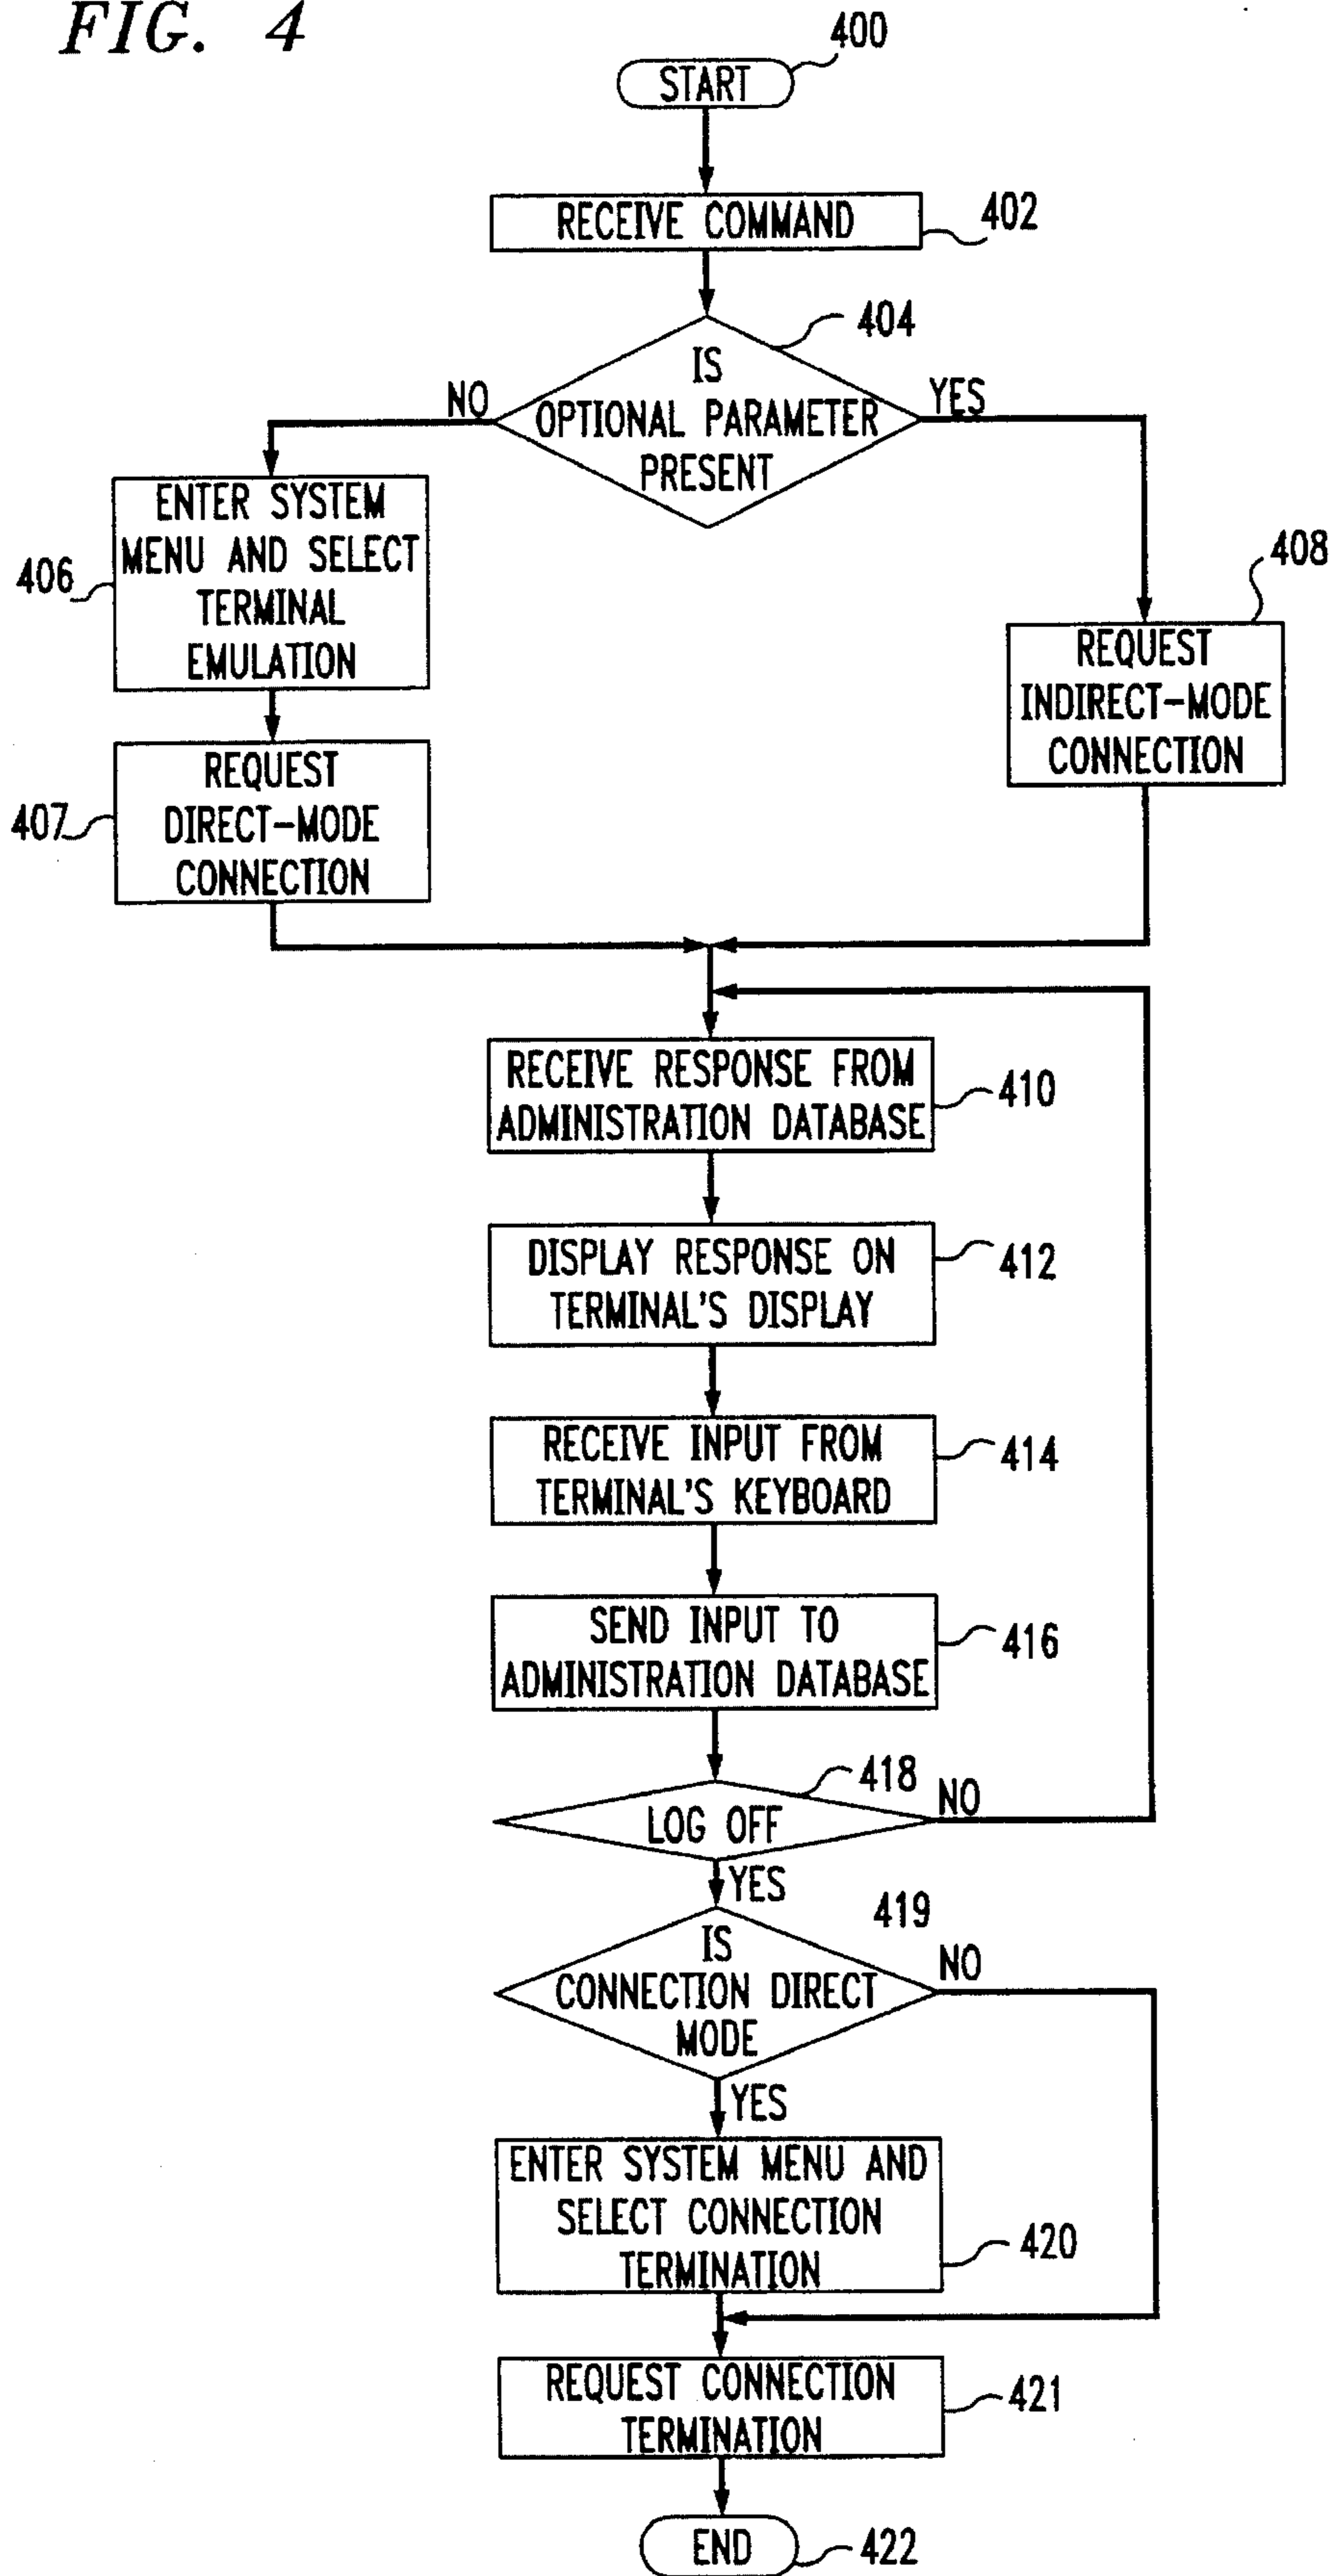 FIG. 4
START
400
RECEIVE COMMAND
402
IS
OPTIONAL PARAMETER
PRESENT
404
NO
YES
ENTER SYSTEM
MENU AND SELECT
TERMINAL
EMULATION
406
REQUEST
DIRECT-MODE
CONNECTION
407
REQUEST
INDIRECT-MODE
CONNECTION
408
RECEIVE RESPONSE FROM
ADMINISTRATION DATABASE
410
DISPLAY RESPONSE ON
TERMINAL'S DISPLAY
412
RECEIVE INPUT FROM
TERMINAL'S KEYBOARD
414
SEND INPUT TO
ADMINISTRATION DATABASE
416
LOG OFF
418
NO
YES
IS
CONNECTION DIRECT
MODE
419
NO
YES
ENTER SYSTEM MENU AND
SELECT CONNECTION
TERMINATION
420
REQUEST CONNECTION
TERMINATION
421
END
422